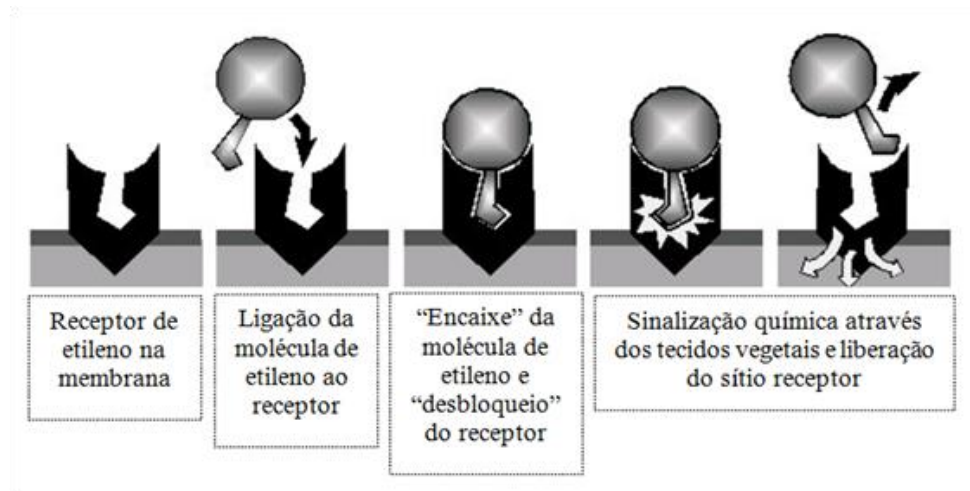 Receptor de
etileno na
membrana
Ligação da
molécula de
etileno ao
receptor
“Encaixe” da
molécula de
etileno e
“desbloqueio”
do receptor
Sinalização química através
dos tecidos vegetais e liberação
do sítio receptor